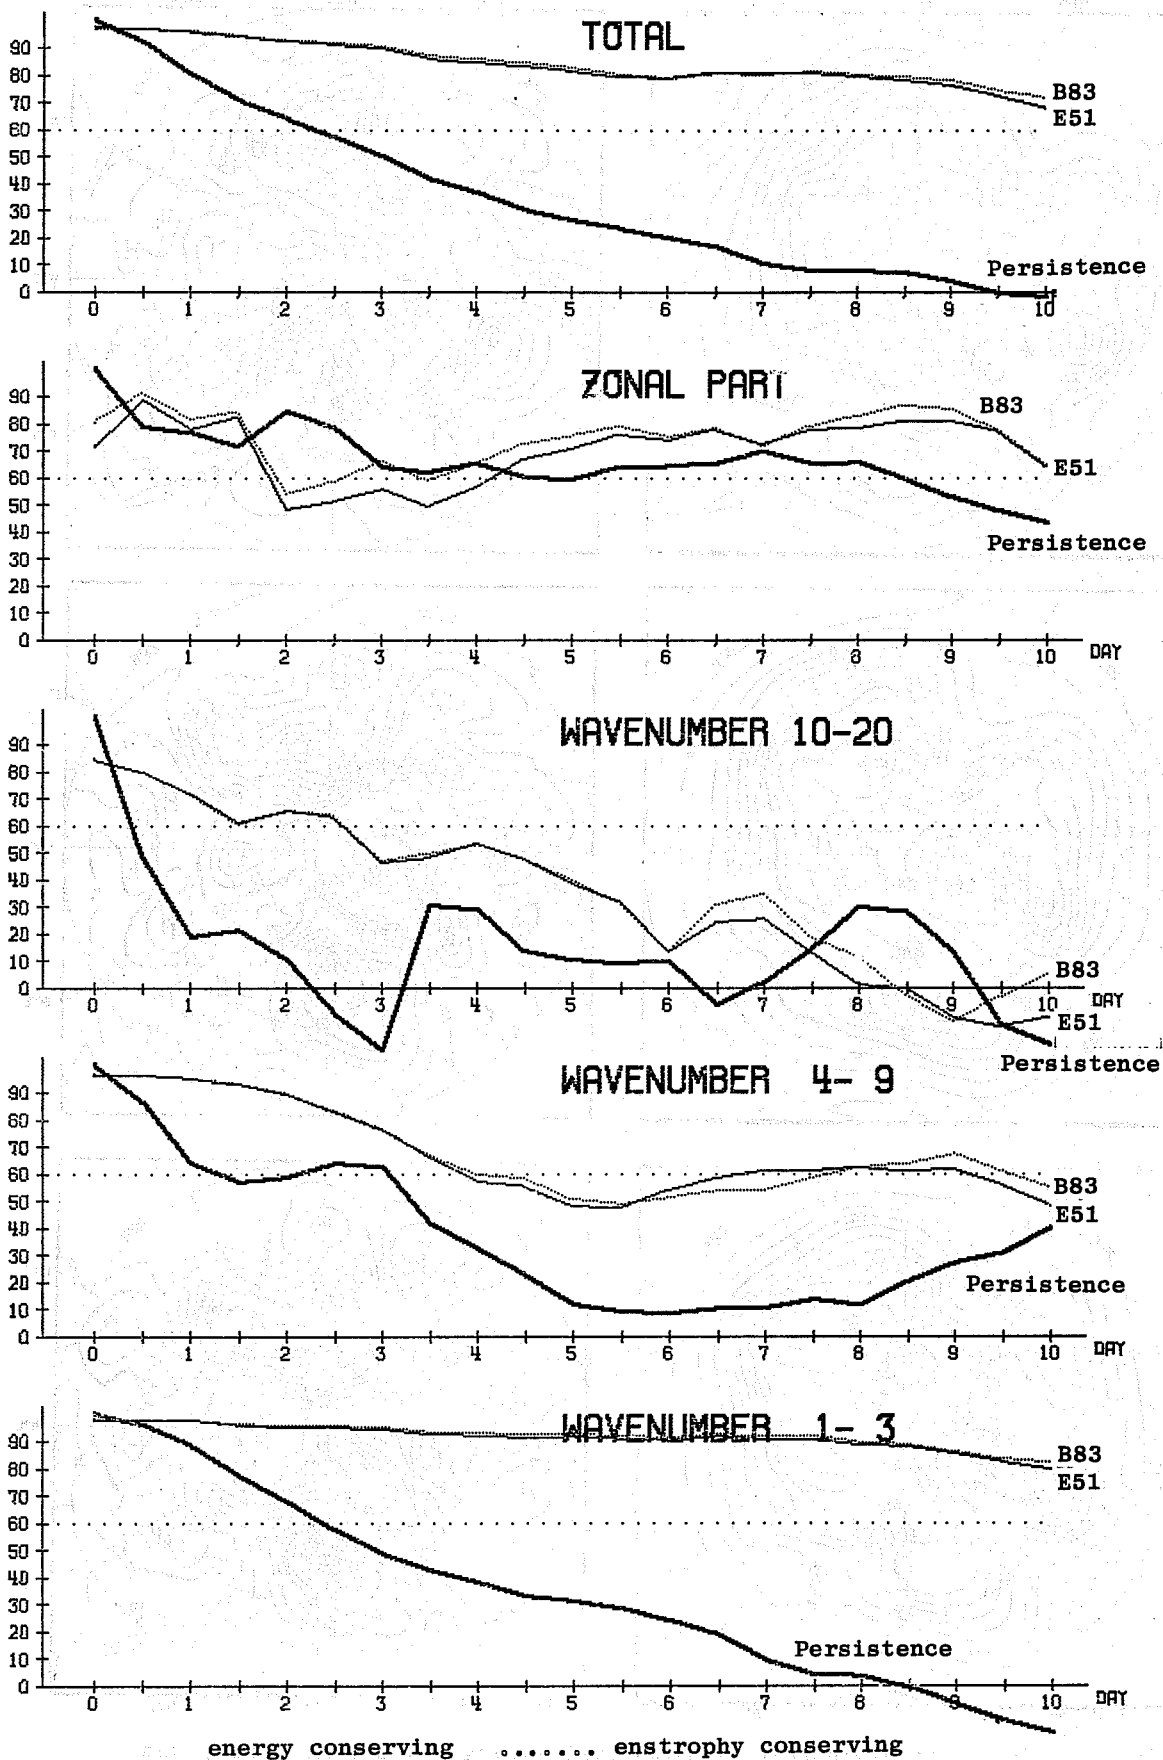 TOTAL
90
80
70
60
50
40
30
20
10
0
B83
E51
Persistence
0 1 2 3 4 5 6 7 8 9 10
ZONAL PART
90
80
70
60
50
40
30
20
10
0
B83
E51
Persistence
0 1 2 3 4 5 6 7 8 9 10 DAY
WAVENUMBER 10-20
90
80
70
60
50
40
30
20
10
0
B83
E51
Persistence
0 1 2 3 4 5 6 7 8 9 10 DAY
WAVENUMBER 4- 9
90
80
70
60
50
40
30
20
10
0
B83
E51
Persistence
0 1 2 3 4 5 6 7 8 9 10 DAY
WAVENUMBER 1- 3
90
80
70
60
50
40
30
20
10
0
B83
E51
Persistence
0 1 2 3 4 5 6 7 8 9 10 DAY
energy conserving ....... enstrophy conserving